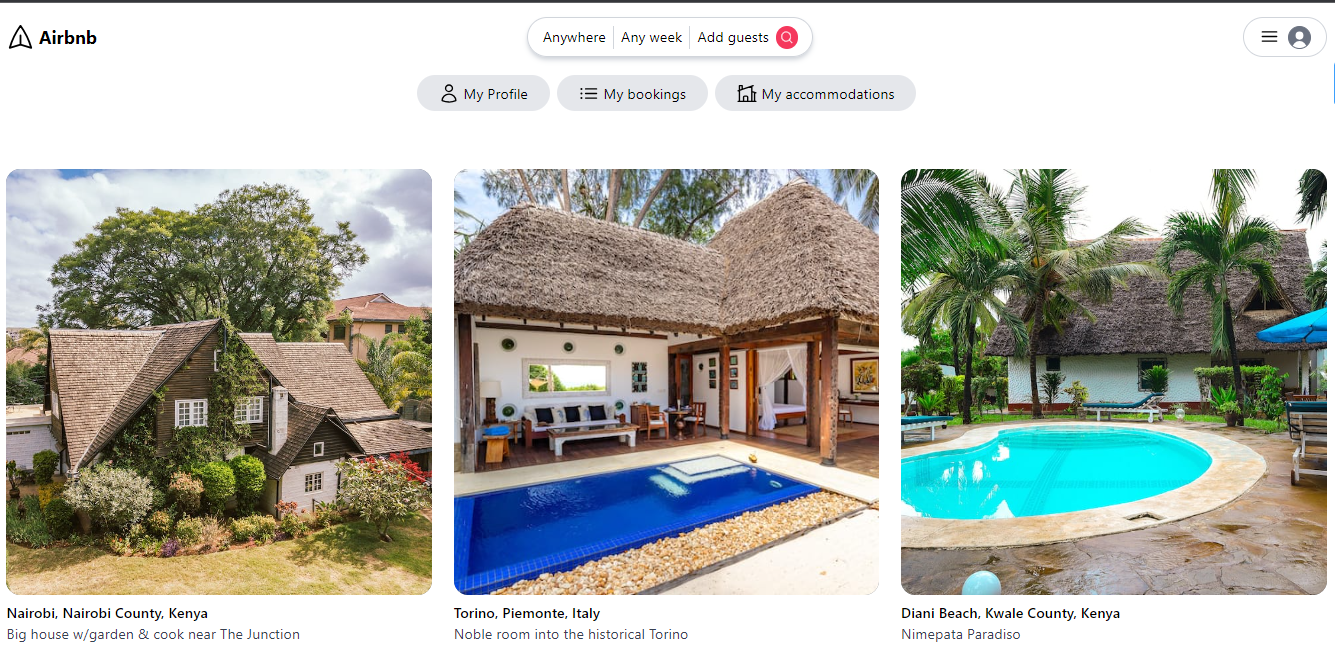 Airbnb
Anywhere Any week Add guests
My Profile My bookings My accommodations
Nairobi, Nairobi County, Kenya
Big house w/garden & cook near The Junction
Torino, Piemonte, Italy
Noble room into the historical Torino
Diani Beach, Kwale County, Kenya
Nimepata Paradiso